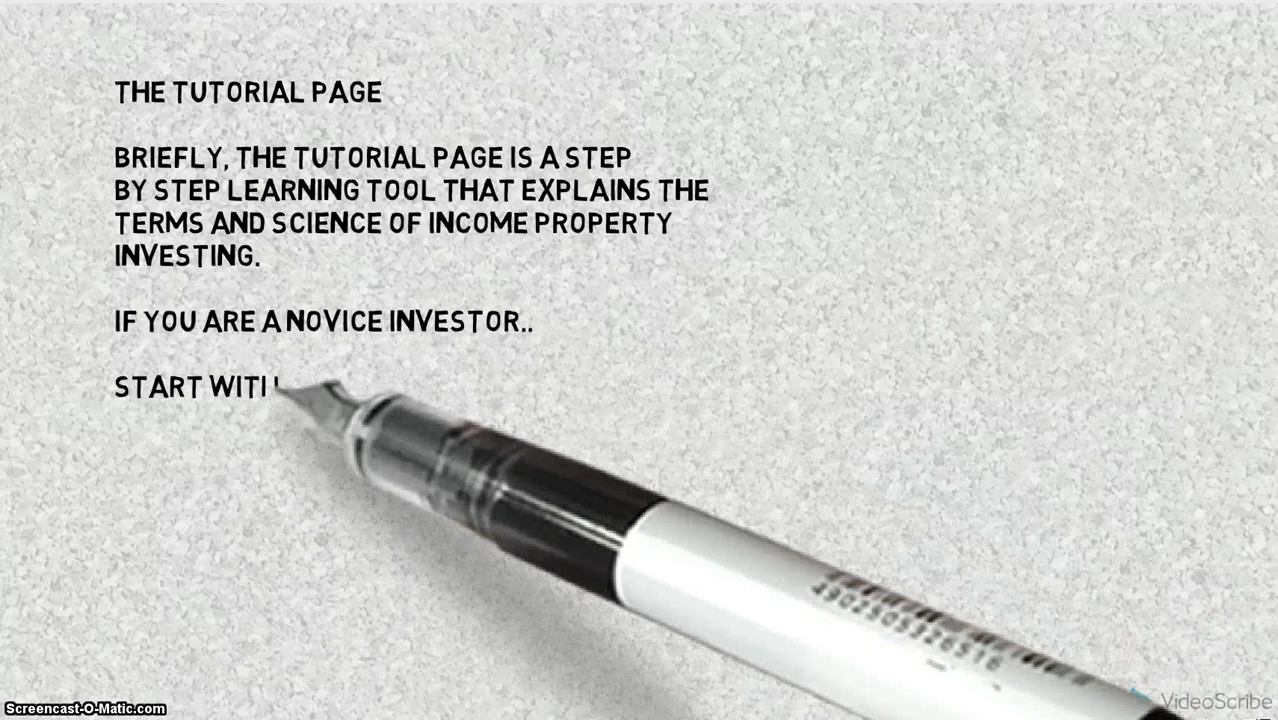 THE TUTORIAL PAGE
BRIEFLY, THE TUTORIAL PAGE IS A STEP
BY STEP LEARNING TOOL THAT EXPLAINS THE
TERMS AND SCIENCE OF INCOME PROPERTY
INVESTING.
IF YOU ARE A NOVICE INVESTOR..
START
4902505326516
Screencast-O-Matic.com
VideoScribe